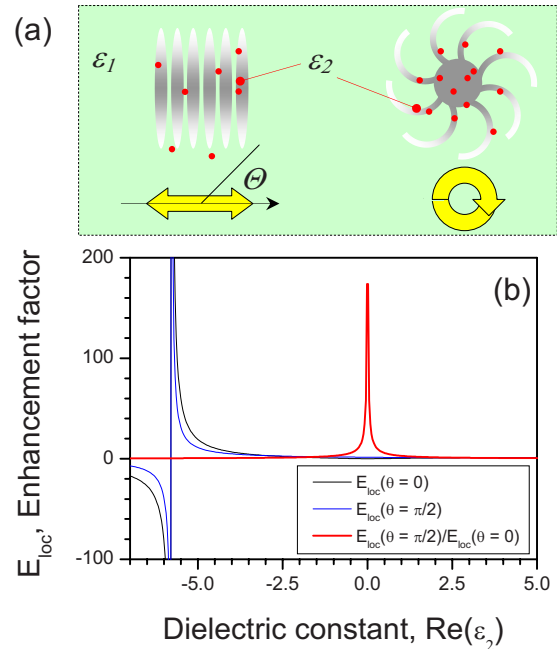 (a)
ε₁
ε₂
Θ
(b)
200
100
0
-100
-5.0
-2.5
0.0
2.5
5.0
E_loc, Enhancement factor
E_loc(θ = 0)
E_loc(θ = π/2)
E_loc(θ = π/2)/E_loc(θ = 0)
Dielectric constant, Re(ε₂)